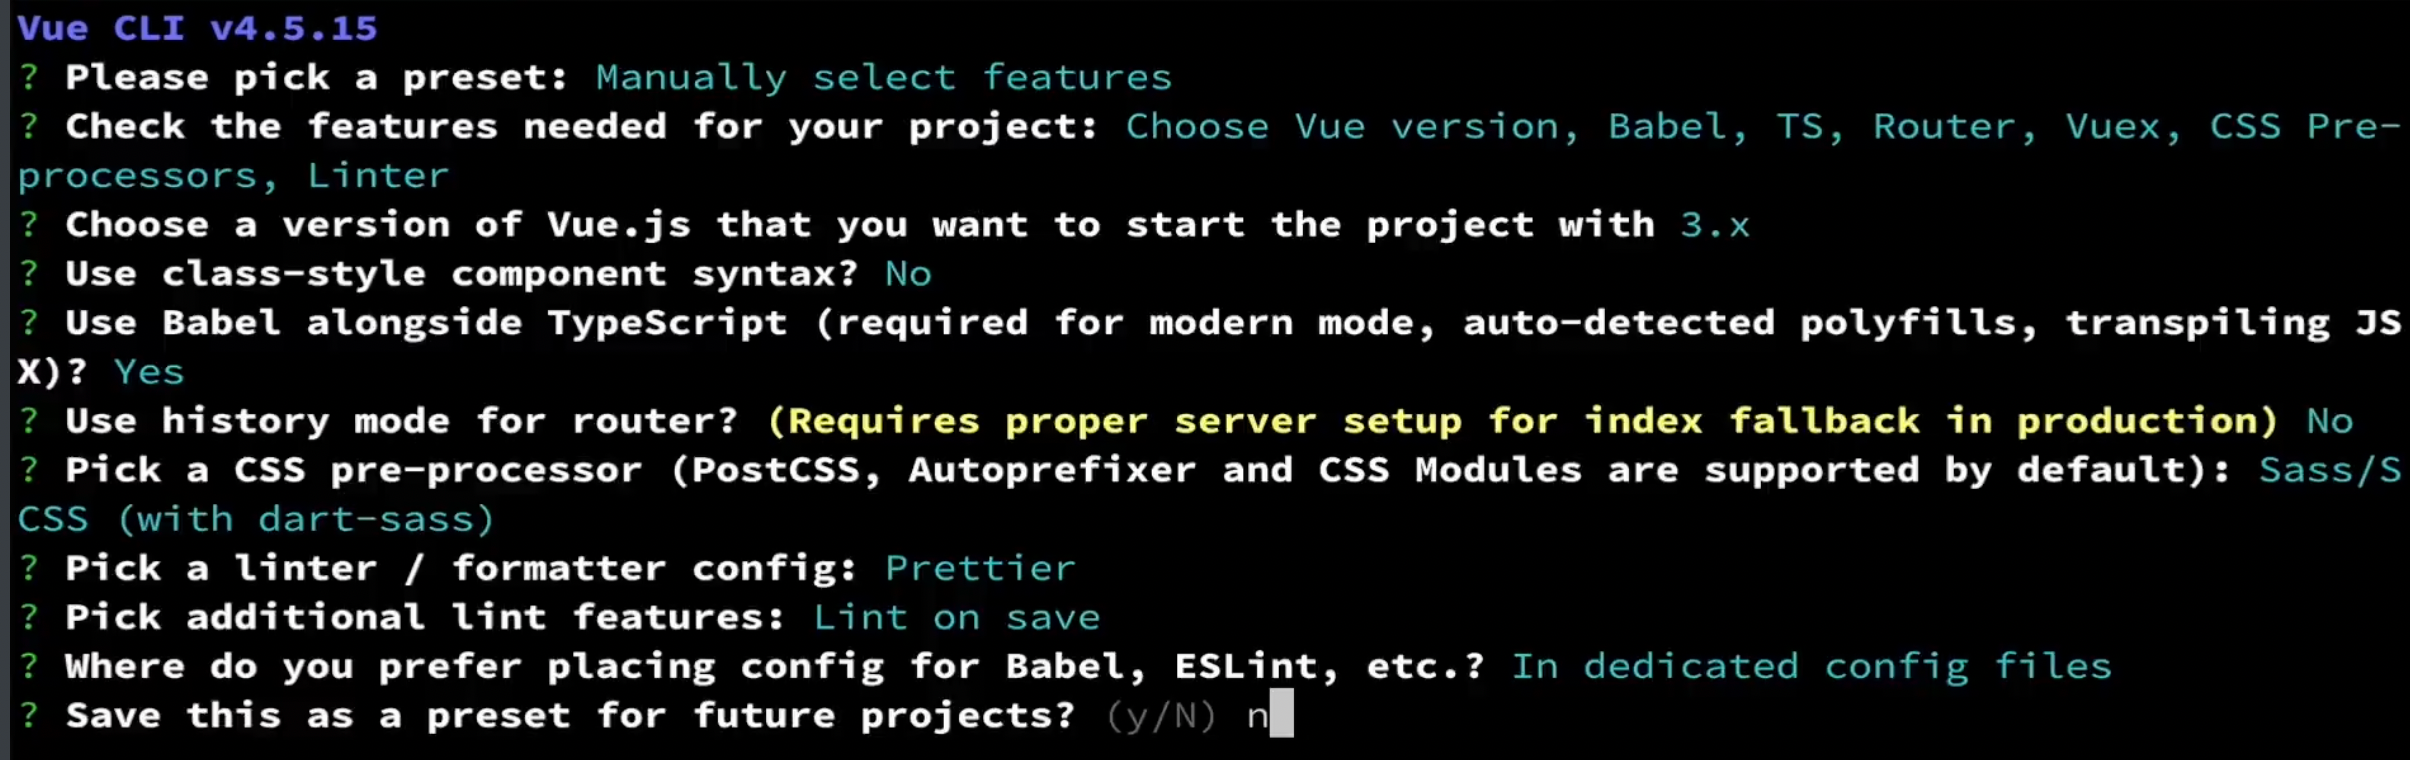 Vue CLI v4.5.15
? Please pick a preset: Manually select features
? Check the features needed for your project: Choose Vue version, Babel, TS, Router, Vuex, CSS Pre-
processors, Linter
? Choose a version of Vue.js that you want to start the project with 3.x
? Use class-style component syntax? No
? Use Babel alongside TypeScript (required for modern mode, auto-detected polyfills, transpiling JS
X)? Yes
? Use history mode for router? (Requires proper server setup for index fallback in production) No
? Pick a CSS pre-processor (PostCSS, Autoprefixer and CSS Modules are supported by default): Sass/S
CSS (with dart-sass)
? Pick a linter / formatter config: Prettier
? Pick additional lint features: Lint on save
? Where do you prefer placing config for Babel, ESLint, etc.? In dedicated config files
? Save this as a preset for future projects? (y/N) n